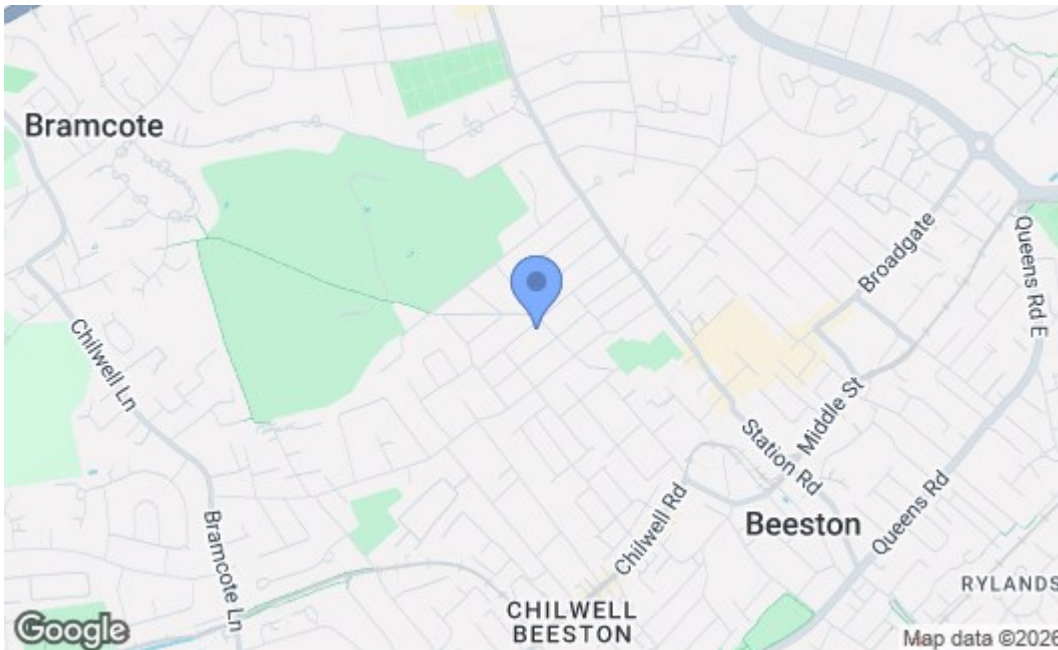 Bramcote
Broadgate
Queens Rd E
Chilwell Ln
Middle St
Station Rd
Chilwell Rd
Queens Rd
Bramcote Ln
Beeston
RYLANDS
CHILWELL
BEESTON
Google
Map data ©2026